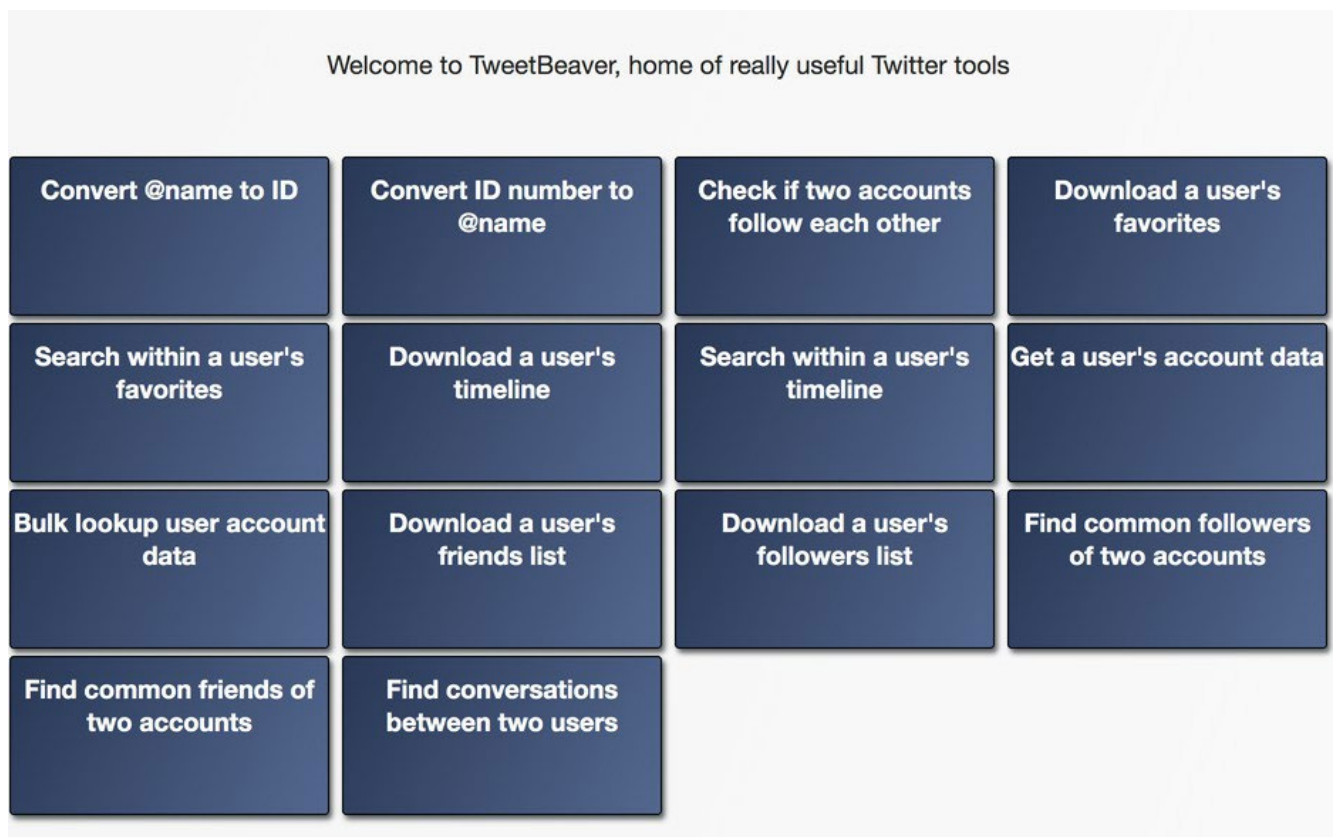 Welcome to TweetBeaver, home of really useful Twitter tools
Convert @name to ID
Convert ID number to
@name
Check if two accounts
follow each other
Download a user's
favorites
Search within a user's
favorites
Download a user's
timeline
Search within a user's
timeline
Get a user's account data
Bulk lookup user account
data
Download a user's
friends list
Download a user's
followers list
Find common followers
of two accounts
Find common friends of
two accounts
Find conversations
between two users